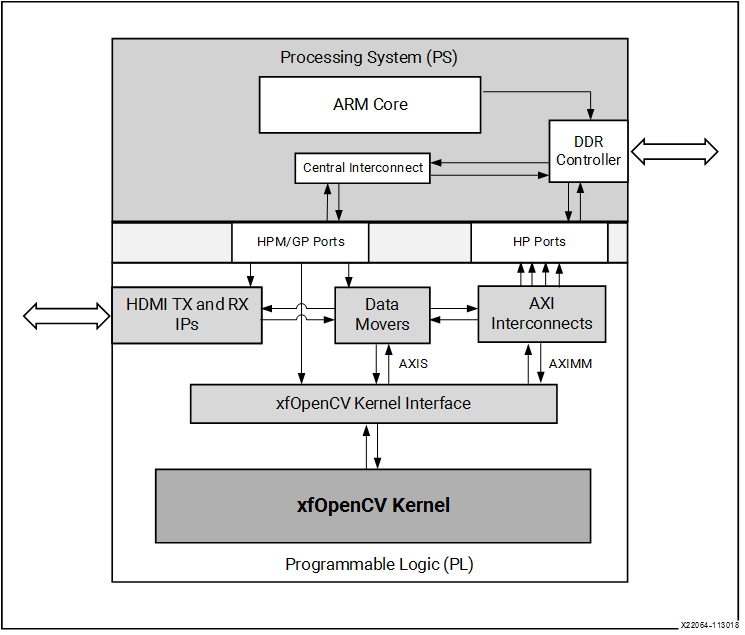 Processing System (PS)
ARM Core
DDR
Controller
Central Interconnect
HPM/GP Ports
HP Ports
HDMI TX and RX
IPs
Data
Movers
AXI
Interconnects
AXIS
AXIMM
xfOpenCV Kernel Interface
xfOpenCV Kernel
Programmable Logic (PL)
X22064-113018